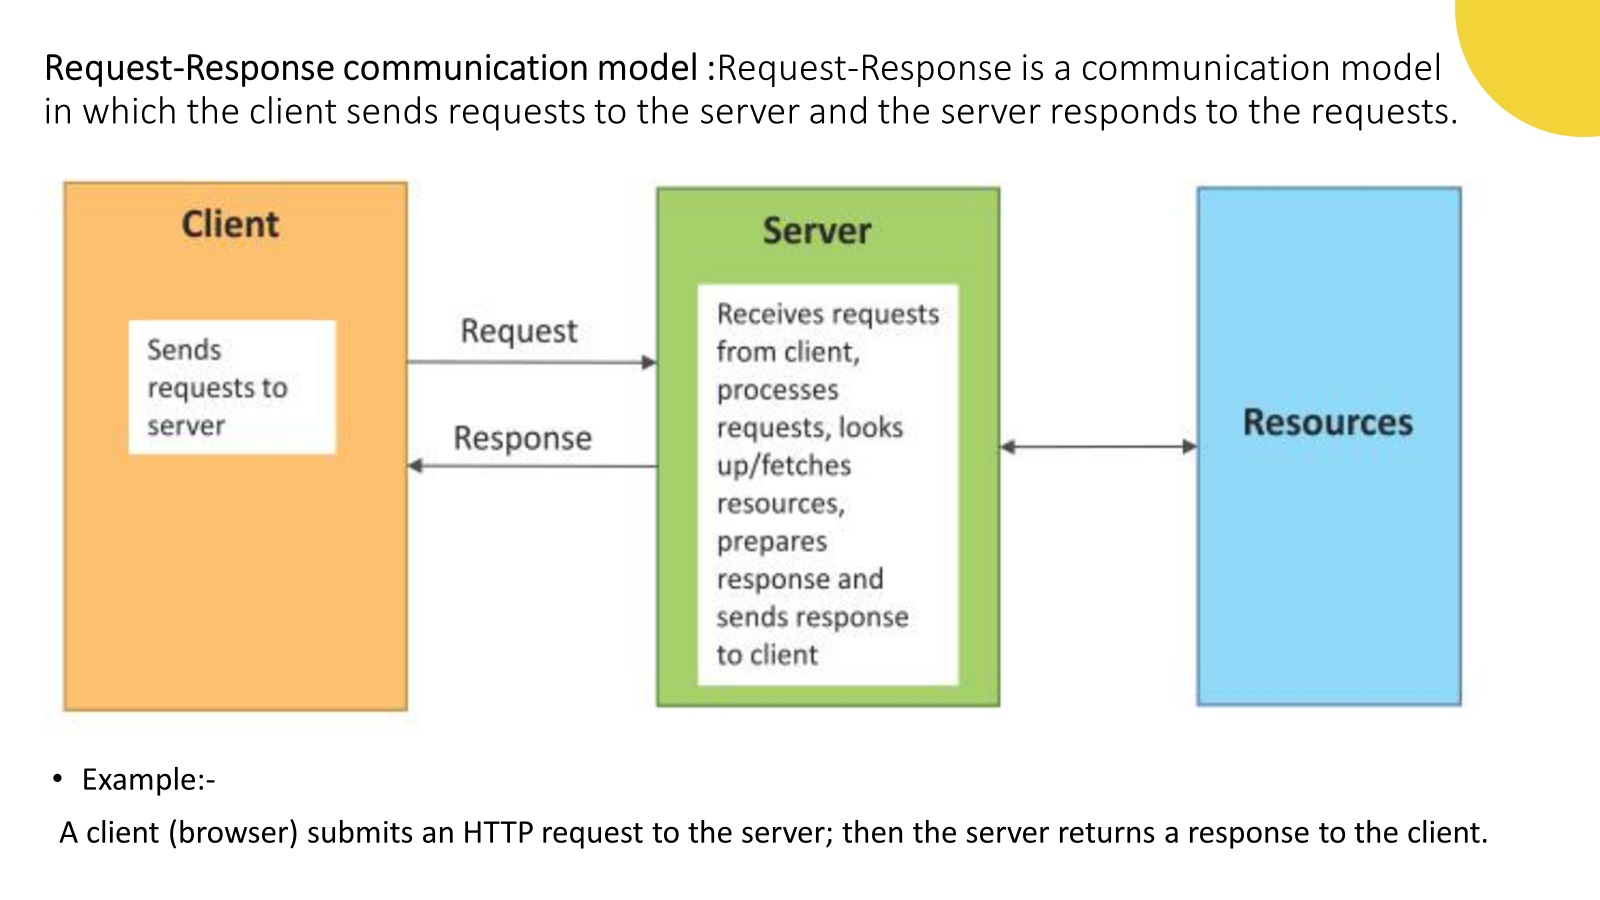 Request-Response communication model :Request-Response is a communication model
in which the client sends requests to the server and the server responds to the requests.
Client
Sends
requests to
server
Request
Response
Server
Receives requests
from client,
processes
requests, looks
up/fetches
resources,
prepares
response and
sends response
to client
Resources
• Example:-
A client (browser) submits an HTTP request to the server; then the server returns a response to the client.